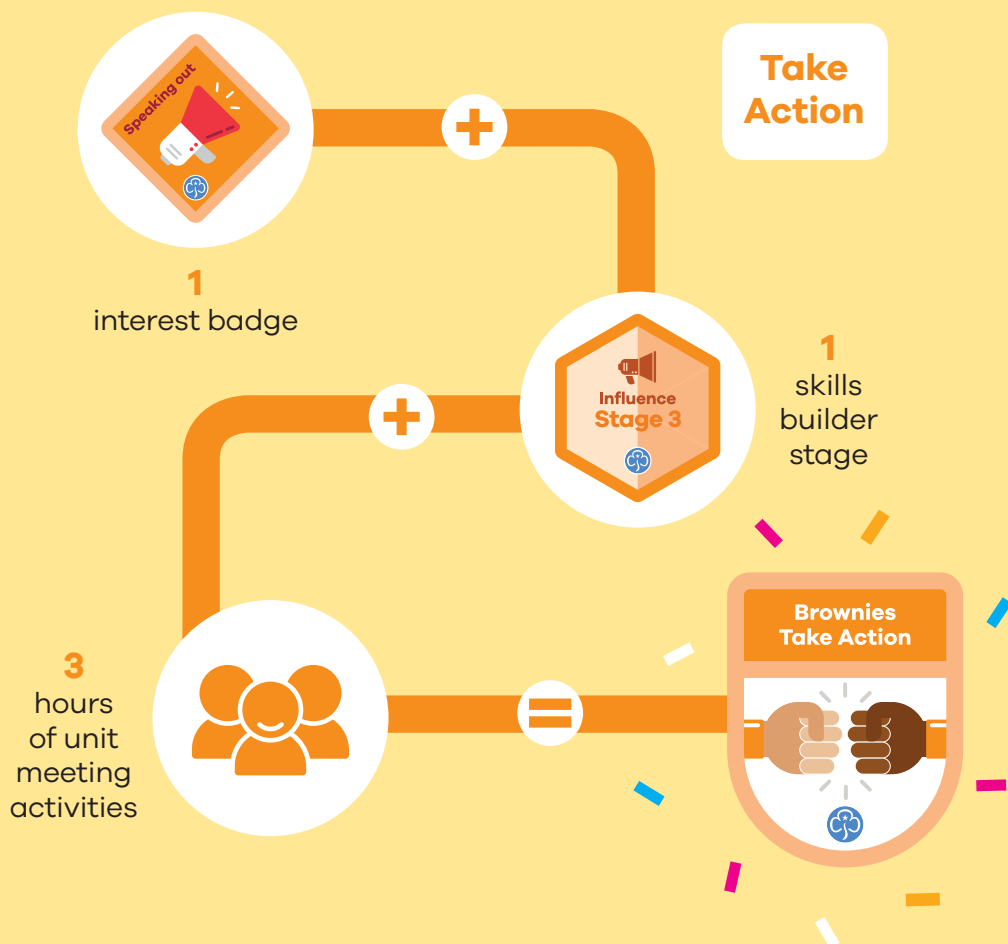 Take
Action
Speaking out
+
1
interest badge
Influence
Stage 3
1
skills
builder
stage
+
3
hours
of unit
meeting
activities
=
Brownies
Take Action